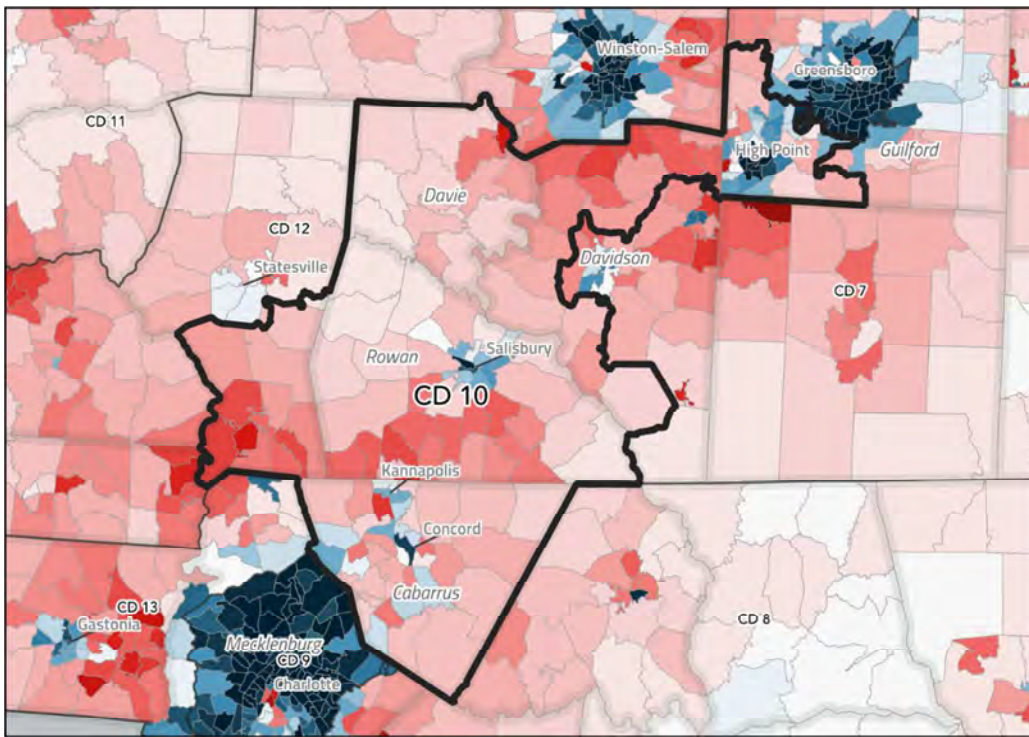 Winston-Salem
Greensboro
CD 11
High Point
Guilford
Davie
CD 12
Davidson
Statesville
CD 7
Rowan
Salisbury
CD 10
Kannapolis
Concord
Cabarrus
CD 13
Gastonia
Mecklenburg
CD 9
CD 8
Charlotte